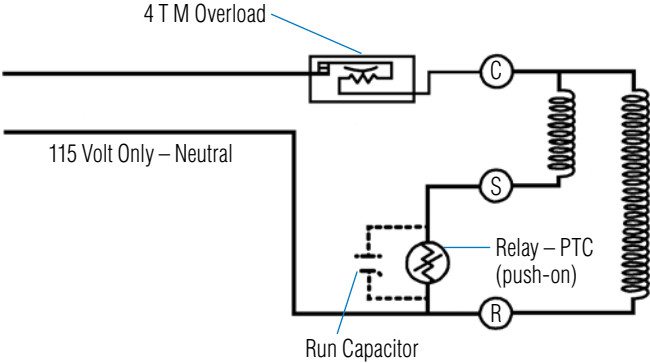 4 T M Overload
C
115 Volt Only – Neutral
S
Relay – PTC
(push-on)
R
Run Capacitor